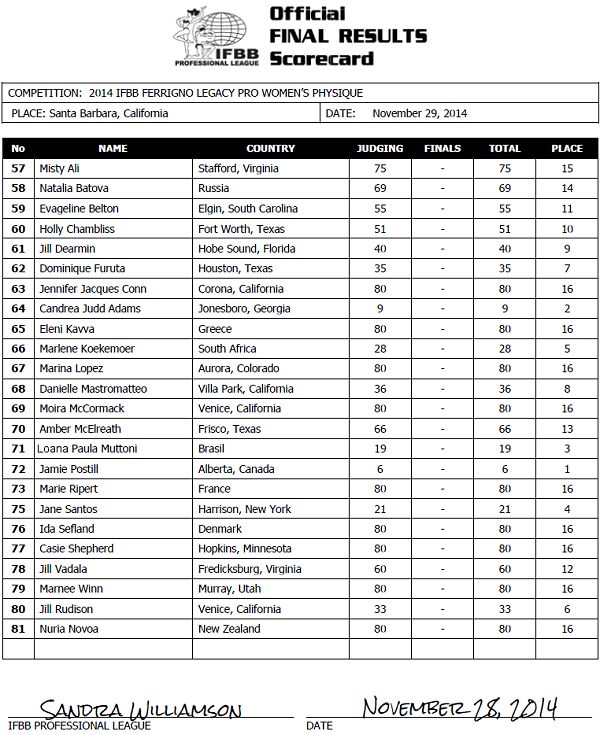 Official
FINAL RESULTS
Scorecard
IFBB
PROFESSIONAL LEAGUE
COMPETITION: 2014 IFBB FERRIGNO LEGACY PRO WOMEN'S PHYSIQUE
PLACE: Santa Barbara, California DATE: November 29, 2014
No NAME COUNTRY JUDGING FINALS TOTAL PLACE
57 Misty Ali Stafford, Virginia 75 - 75 15
58 Natalia Batova Russia 69 - 69 14
59 Evageline Belton Elgin, South Carolina 55 - 55 11
60 Holly Chambliss Fort Worth, Texas 51 - 51 10
61 Jill Dearmin Hobe Sound, Florida 40 - 40 9
62 Dominique Furuta Houston, Texas 35 - 35 7
63 Jennifer Jacques Conn Corona, California 80 - 80 16
64 Candrea Judd Adams Jonesboro, Georgia 9 - 9 2
65 Eleni Kavva Greece 80 - 80 16
66 Marlene Koekemoer South Africa 28 - 28 5
67 Marina Lopez Aurora, Colorado 80 - 80 16
68 Danielle Mastromatteo Villa Park, California 36 - 36 8
69 Moira McCormack Venice, California 80 - 80 16
70 Amber McElreath Frisco, Texas 66 - 66 13
71 Loana Paula Muttoni Brasil 19 - 19 3
72 Jamie Postill Alberta, Canada 6 - 6 1
73 Marie Ripert France 80 - 80 16
75 Jane Santos Harrison, New York 21 - 21 4
76 Ida Sefland Denmark 80 - 80 16
77 Casie Shepherd Hopkins, Minnesota 80 - 80 16
78 Jill Vadala Fredicksburg, Virginia 60 - 60 12
79 Marnee Winn Murray, Utah 80 - 80 16
80 Jill Rudison Venice, California 33 - 33 6
81 Nuria Novoa New Zealand 80 - 80 16
SANDRA WILLIAMSON NOVEMBER 28, 2014
IFBB PROFESSIONAL LEAGUE DATE